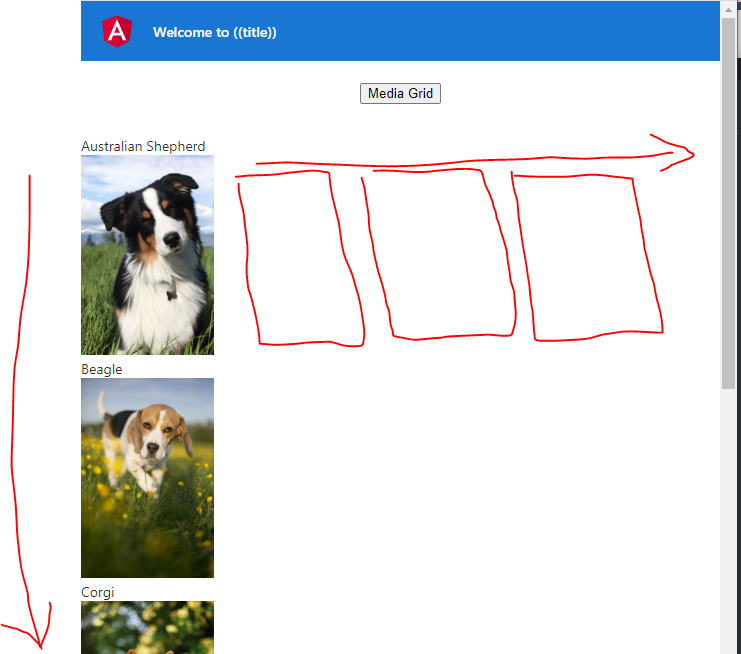 Welcome to ((title))
Media Grid
Australian Shepherd
Beagle
Corgi